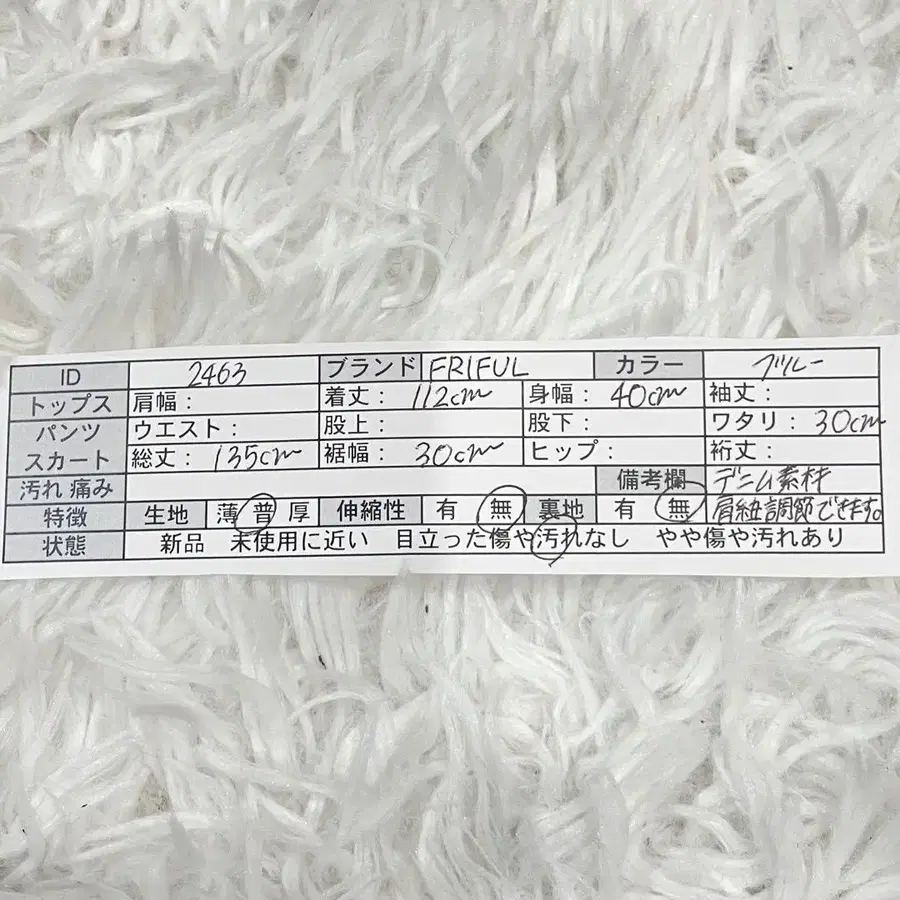 ID 2463 ブランド FRIFUL カラー ブルー
トップス 肩幅： 着丈： 112cm 身幅： 40cm 袖丈：
パンツ ウエスト： 股上： 股下： ワタリ： 30cm
スカート 総丈： 135cm 裾幅： 30cm ヒップ： 裄丈：
汚れ 痛み 備考欄 デニム素材
特徴 生地 薄 普 厚 伸縮性 有 無 裏地 有 無 肩紐調節できます。
状態 新品 未使用に近い 目立った傷や汚れなし やや傷や汚れあり